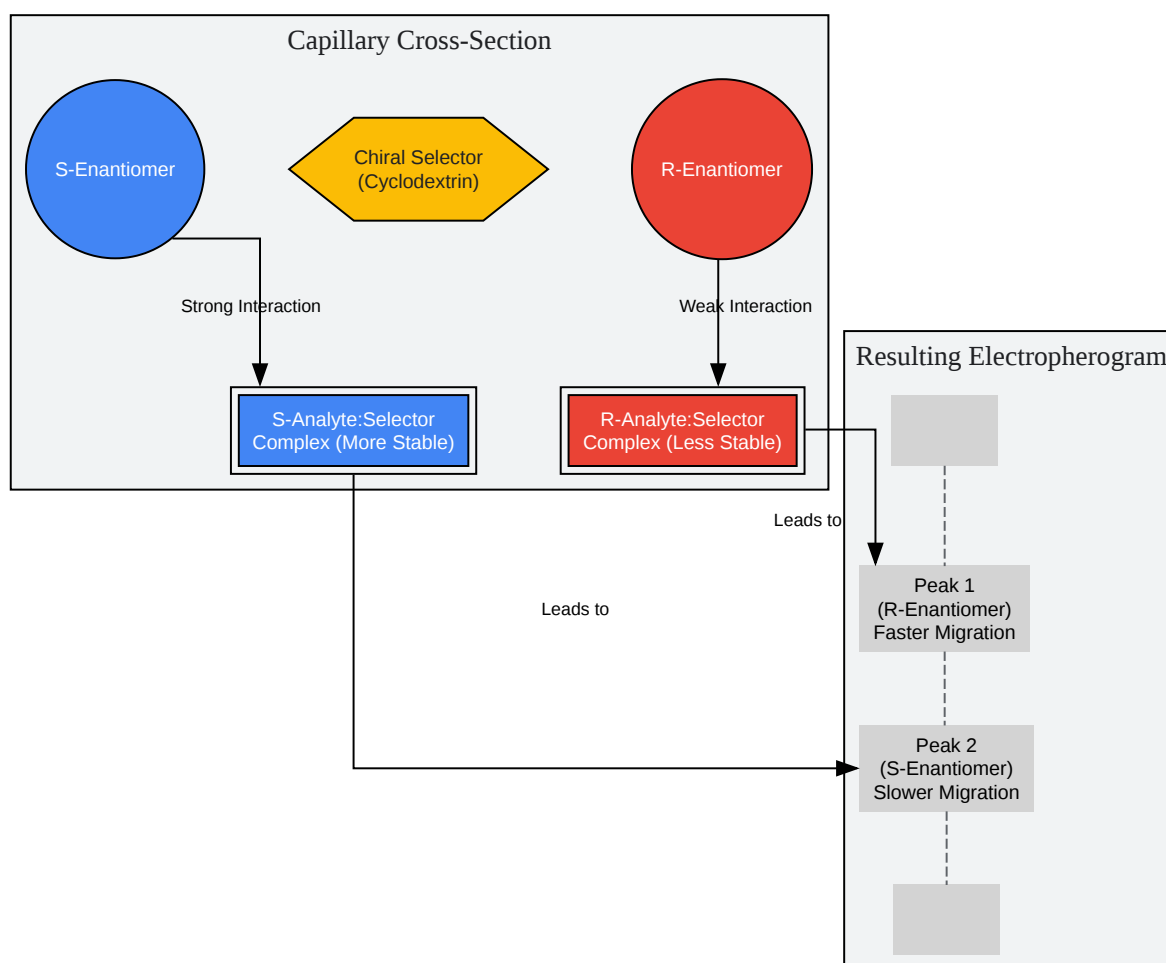 Capillary Cross-Section
S-Enantiomer
Chiral Selector
(Cyclodextrin)
R-Enantiomer
Strong Interaction
Weak Interaction
S-Analyte:Selector
Complex (More Stable)
R-Analyte:Selector
Complex (Less Stable)
Resulting Electropherogram
Leads to
Peak 1
(R-Enantiomer)
Faster Migration
Leads to
Peak 2
(S-Enantiomer)
Slower Migration